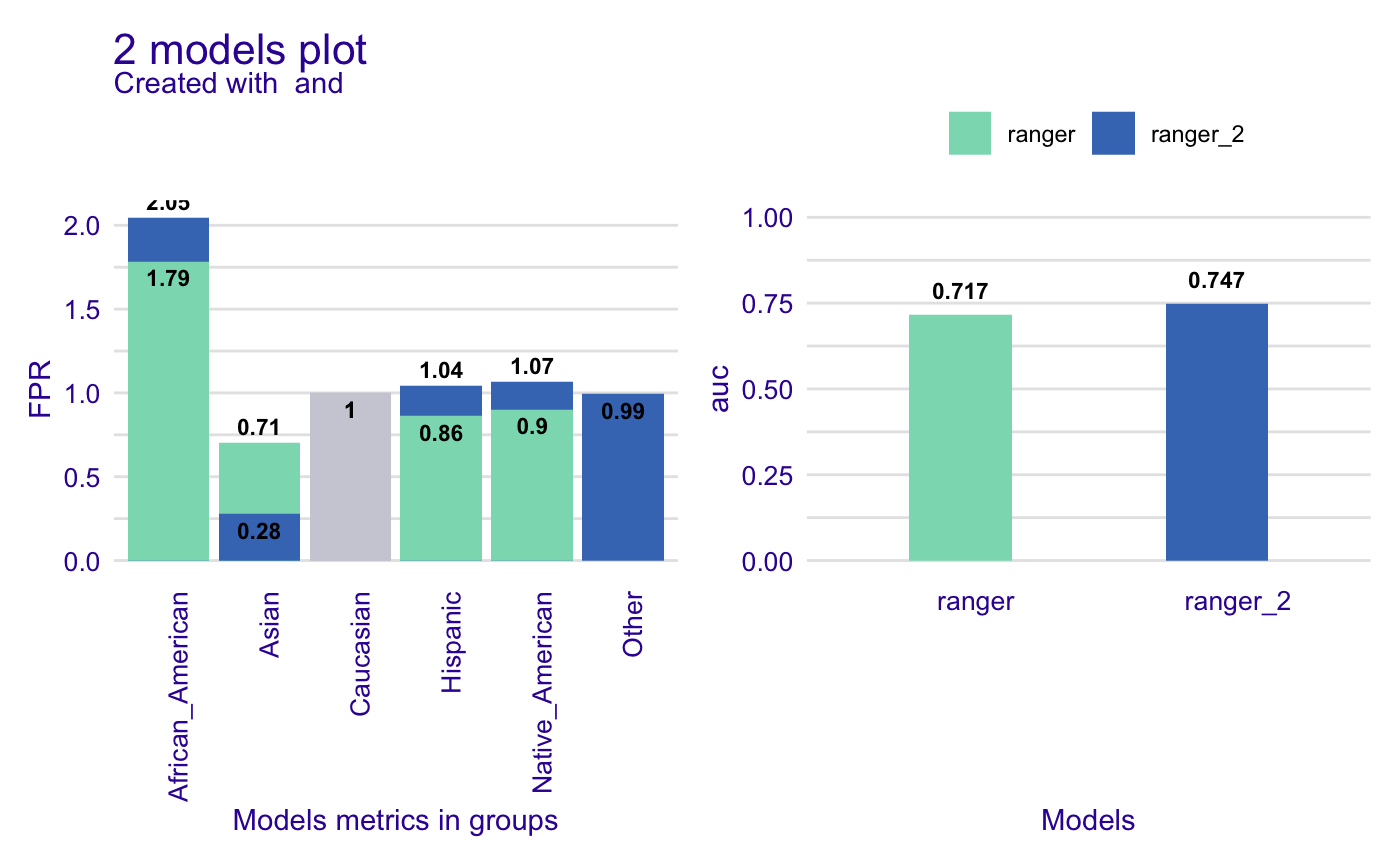 2 models plot
Created with  and
ranger
ranger_2
FPR
2.0
1.5
1.0
0.5
0.0
2.05
1.79
0.71
0.28
1
1.04
0.86
1.07
0.9
0.99
African_American
Asian
Caucasian
Hispanic
Native_American
Other
Models metrics in groups
auc
1.00
0.75
0.50
0.25
0.00
0.717
0.747
ranger
ranger_2
Models